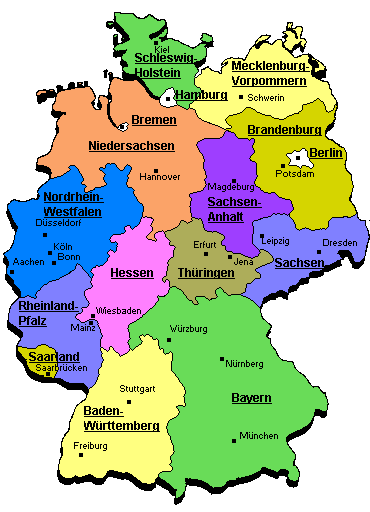 Kiel
Schleswig-
Holstein
Mecklenburg-
Vorpommern
Hamburg
Schwerin
Bremen
Brandenburg
Niedersachsen
Berlin
Potsdam
Hannover
Magdeburg
Nordrhein-
Westfalen
Sachsen-
Anhalt
Düsseldorf
Köln
Bonn
Aachen
Leipzig
Dresden
Erfurt
Jena
Sachsen
Hessen
Thüringen
Rheinland-
Pfalz
Wiesbaden
Mainz
Würzburg
Saarland
Saarbrücken
Nürnberg
Stuttgart
Bayern
Baden-
Württemberg
München
Freiburg